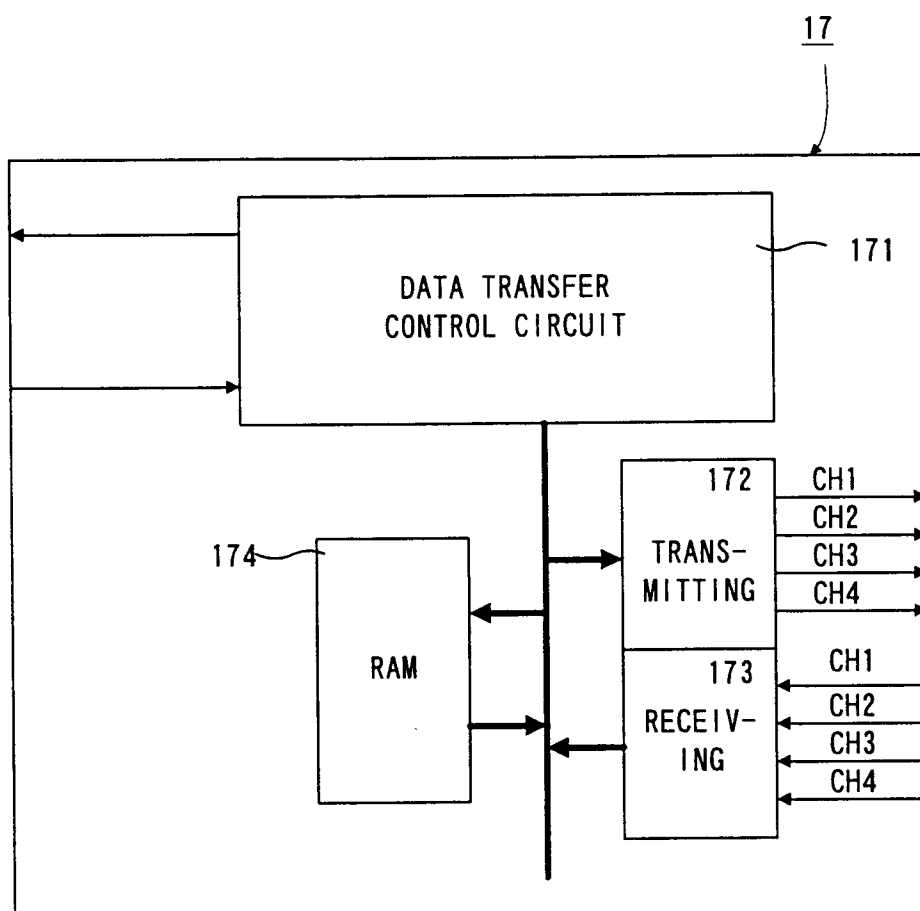 17
171
DATA TRANSFER
CONTROL CIRCUIT
172
CH1
CH2
CH3
CH4
TRANS-
MITTING
174
RAM
173
CH1
CH2
CH3
CH4
RECEIV-
ING